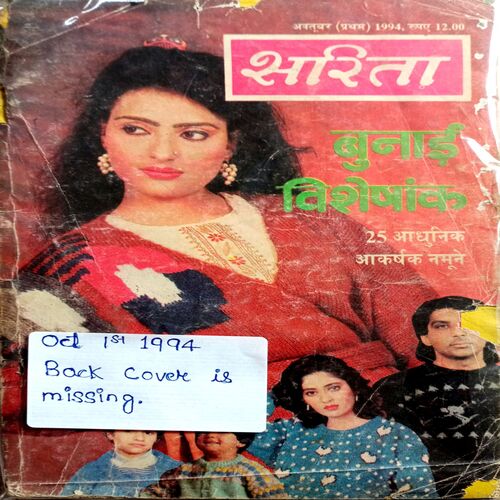 अक्तूबर (प्रथम) 1994, रुपए 12.00
सरिता
बुनाई
विशेषांक
25 आधुनिक
आकर्षक नमूने
Oct 1st 1994
Back cover is
missing.